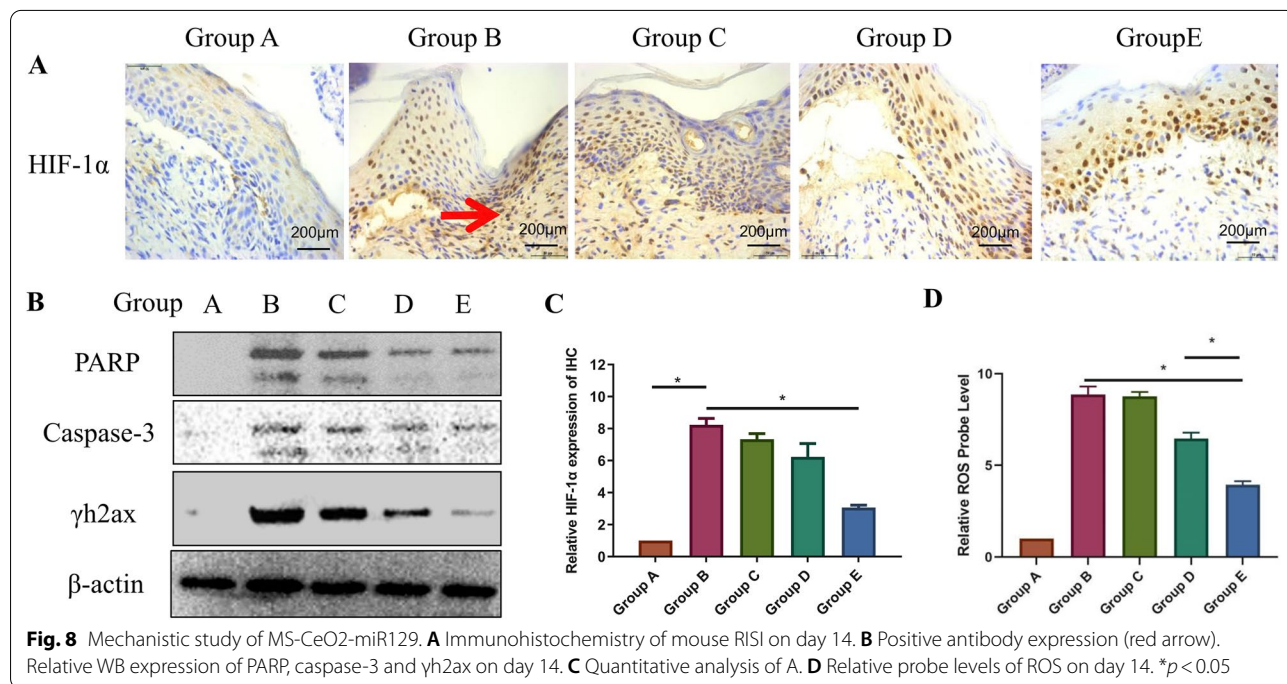 Group A Group B Group C Group D GroupE
A
HIF-1α
200μm 200μm 200μm 200μm 200μm
B Group A B C D E
PARP
Caspase-3
γh2ax
β-actin
C
Relative HIF-1α expression of IHC
12
10
8
6
4
2
0
* *
Group A Group B Group C Group D Group E
D
Relative ROS Probe Level
10
5
0
* *
Group A Group B Group C Group D Group E
Fig. 8 Mechanistic study of MS-CeO2-miR129. A Immunohistochemistry of mouse RISI on day 14. B Positive antibody expression (red arrow).
Relative WB expression of PARP, caspase-3 and γh2ax on day 14. C Quantitative analysis of A. D Relative probe levels of ROS on day 14. *p < 0.05